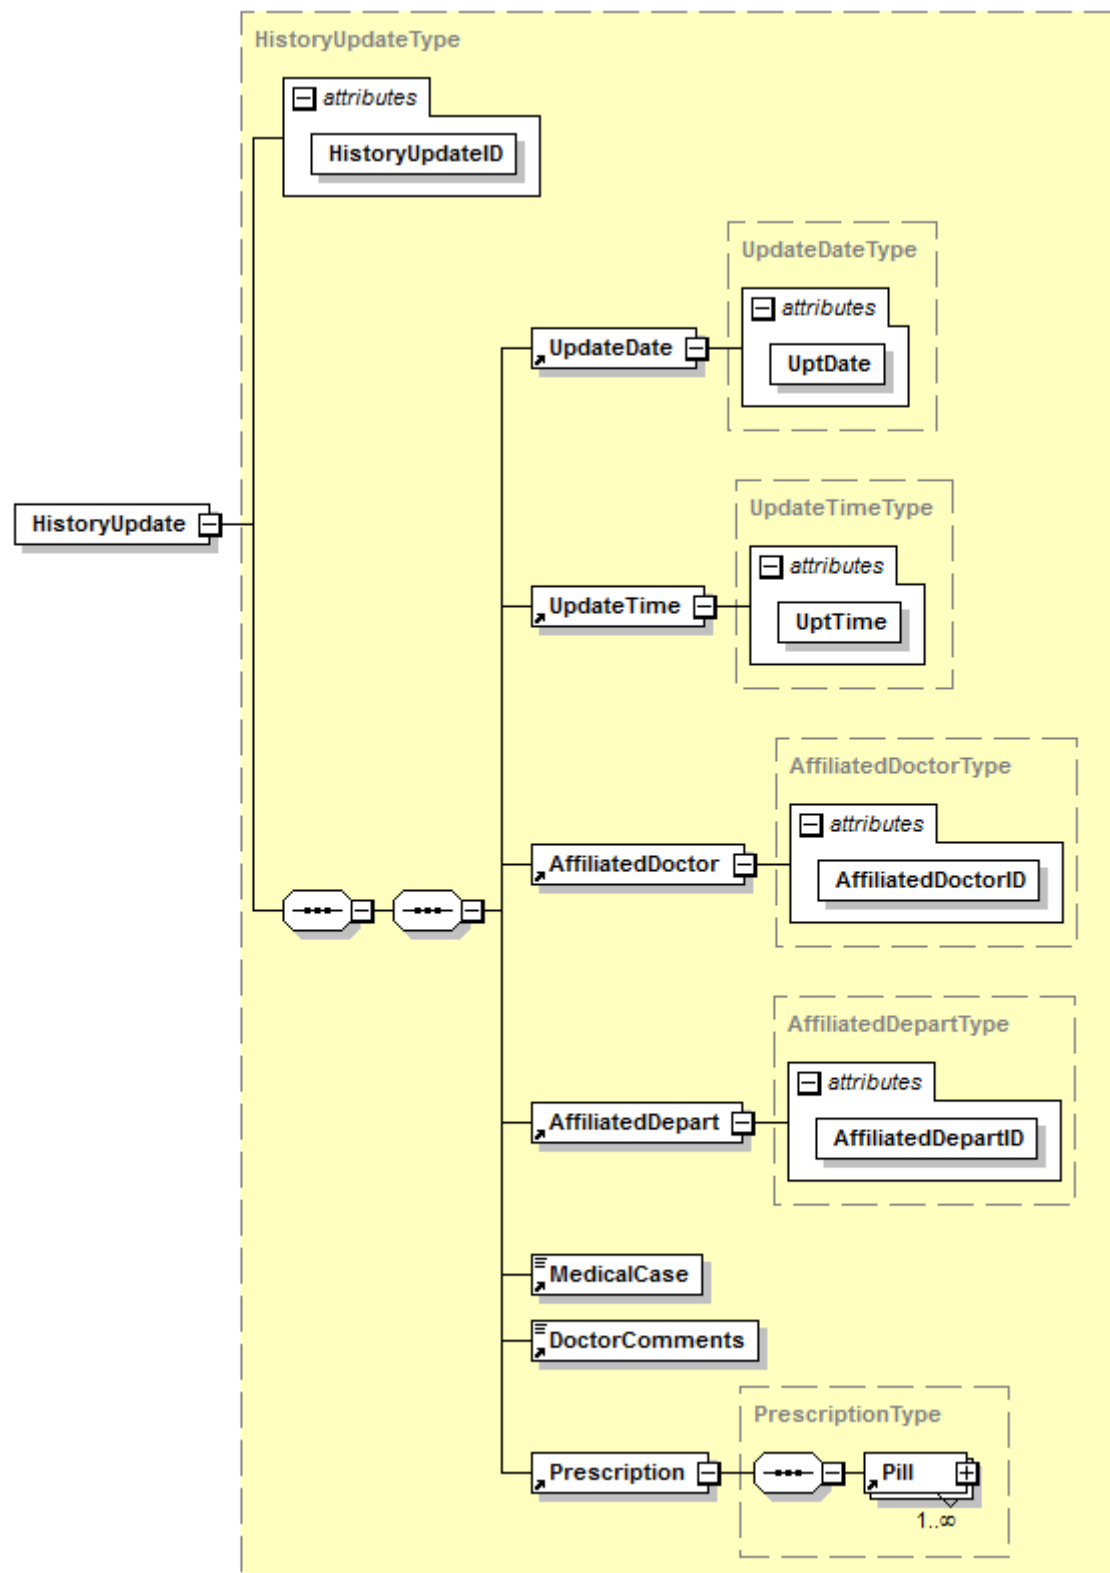 HistoryUpdateType
attributes
HistoryUpdateID
UpdateDateType
attributes
UpdateDate
UptDate
UpdateTimeType
HistoryUpdate
attributes
UpdateTime
UptTime
AffiliatedDoctorType
attributes
AffiliatedDoctor
AffiliatedDoctorID
AffiliatedDepartType
attributes
AffiliatedDepart
AffiliatedDepartID
MedicalCase
DoctorComments
PrescriptionType
Prescription
Pill
1..∞